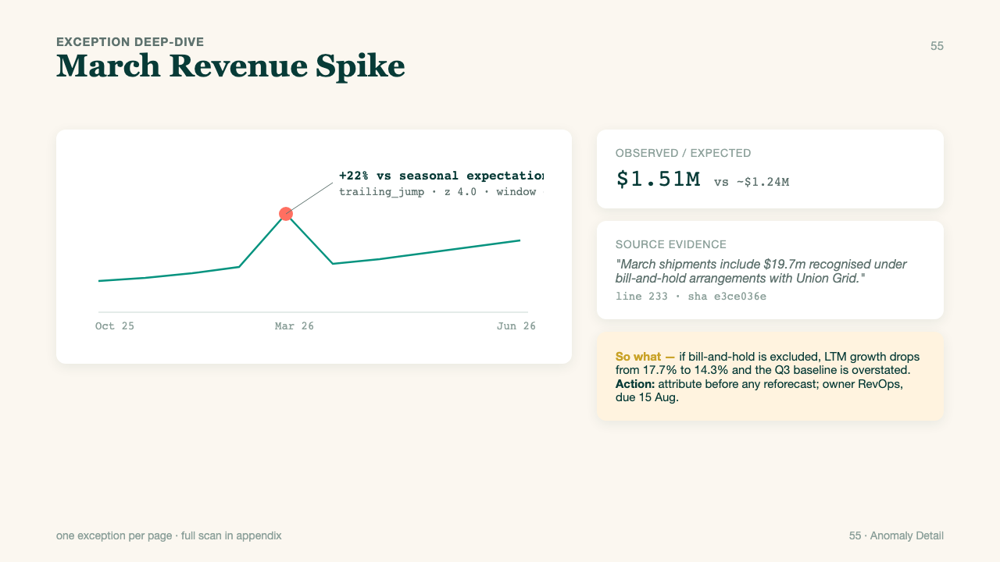 EXCEPTION DEEP-DIVE
March Revenue Spike
55
+22% vs seasonal
trailing_jump · z 4.0 · window
Oct 25
Mar 26
Jun 26
OBSERVED / EXPECTED
$1.51M vs ~$1.24M
SOURCE EVIDENCE
"March shipments include $19.7m recognised under
bill-and-hold arrangements with Union Grid."
line 233 · sha e3ce036e
So what — if bill-and-hold is excluded, LTM growth drops
from 17.7% to 14.3% and the Q3 baseline is overstated.
Action: attribute before any reforecast; owner RevOps,
due 15 Aug.
one exception per page · full scan in appendix
55 · Anomaly Detail